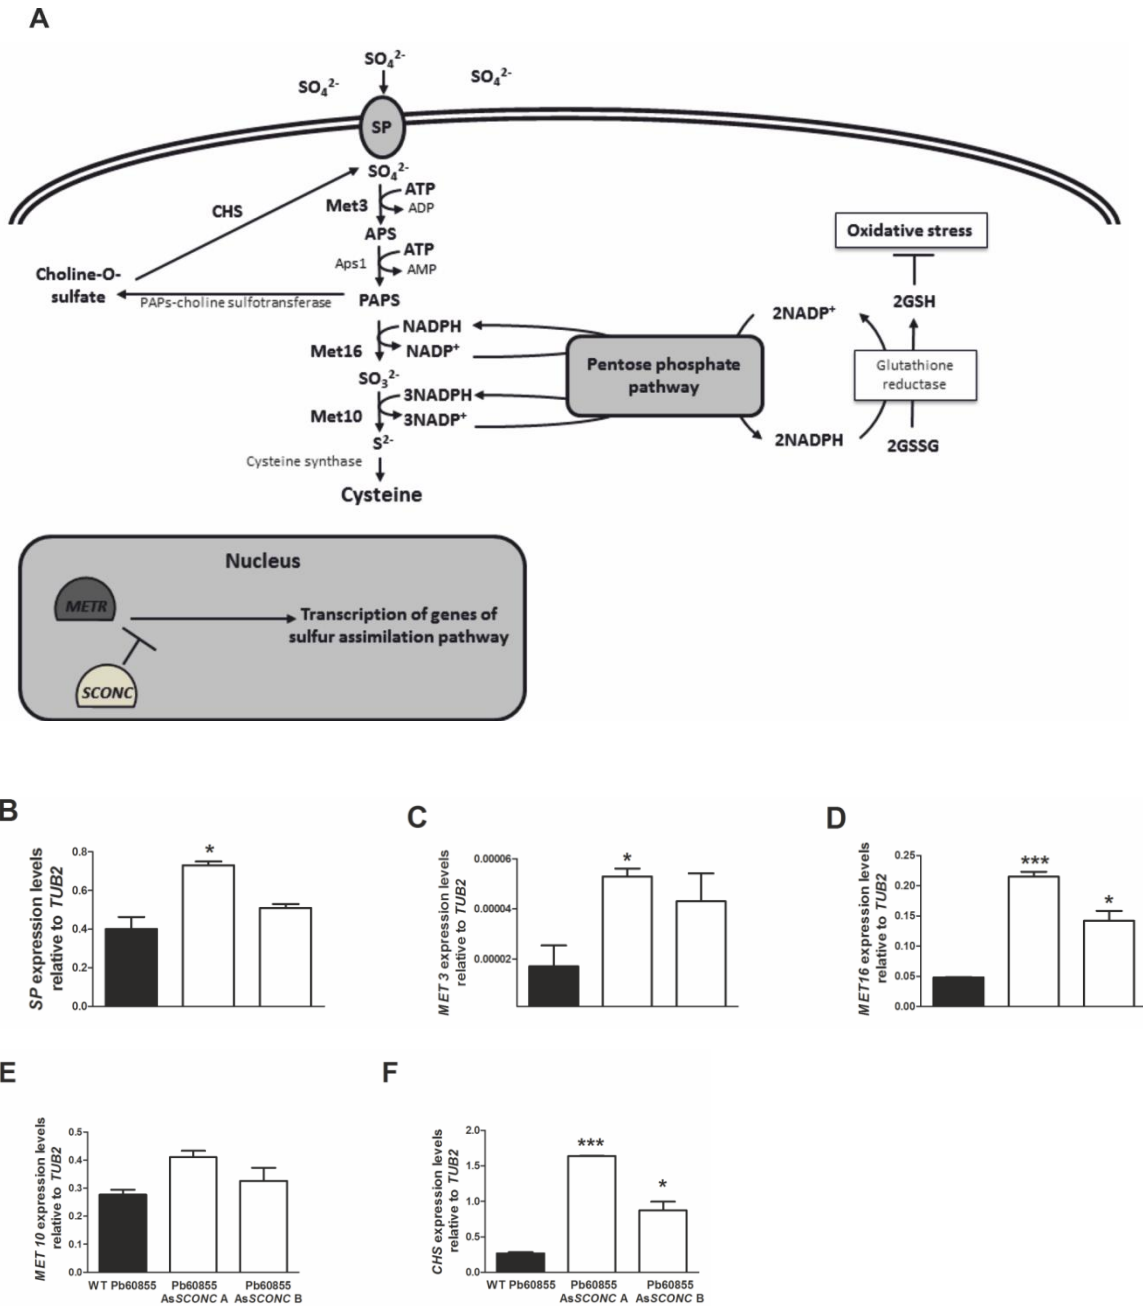 A
SO₄²⁻
SO₄²⁻
SO₄²⁻
SP
SO₄²⁻
ATP
Met3
ADP
CHS
APS
ATP
Aps1
AMP
Choline-O-
sulfate
PAPs-choline sulfotransferase
PAPS
NADPH
Met16
NADP⁺
SO₃²⁻
3NADPH
Met10
3NADP⁺
S²⁻
Cysteine synthase
Cysteine
Pentose phosphate
pathway
Oxidative stress
2GSH
2NADP⁺
Glutathione
reductase
2NADPH
2GSSG
Nucleus
METR
Transcription of genes of
sulfur assimilation pathway
SCONC
B
SP expression levels
relative to TUB2
0.8
0.6
0.4
0.2
0.0
*
C
MET 3 expression levels
relative to TUB2
0.00006
0.00004
0.00002
*
D
MET16 expression levels
relative to TUB2
0.25
0.20
0.15
0.10
0.05
0.00
***
*
E
MET 10 expression levels
relative to TUB2
0.5
0.4
0.3
0.2
0.1
0.0
WT Pb60855
Pb60855
AsSCONC A
Pb60855
AsSCONC B
F
CHS expression levels
relative to TUB2
2.0
1.5
1.0
0.5
0.0
***
*
WT Pb60855
Pb60855
AsSCONC A
Pb60855
AsSCONC B